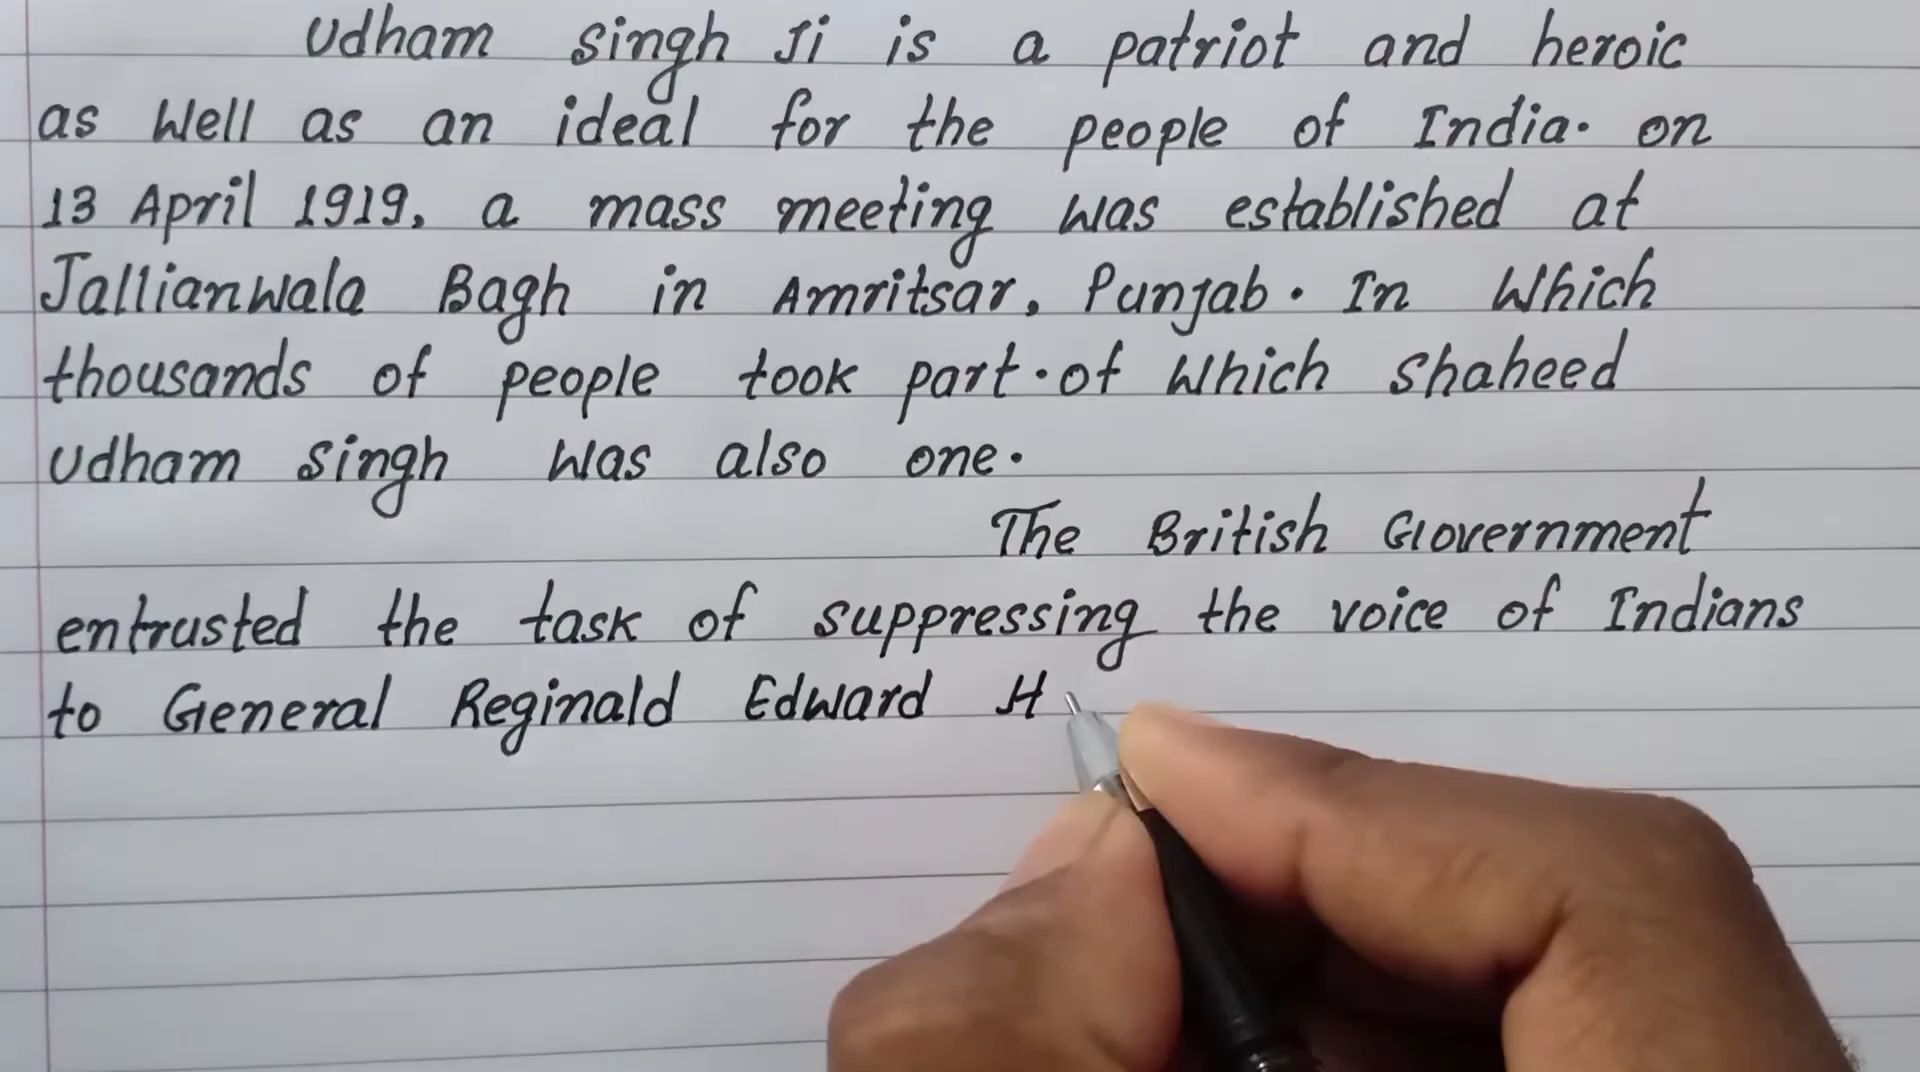 Udham singh Ji is a patriot and heroic
as Well as an ideal for the people of India. on
13 April 1919, a mass meeting was established at
Jallianwala Bagh in Amritsar, Punjab. In Which
thousands of people took part. of Which shaheed
Udham singh was also one.
The British Government
entrusted the task of suppressing the voice of Indians
to General Reginald Edward H